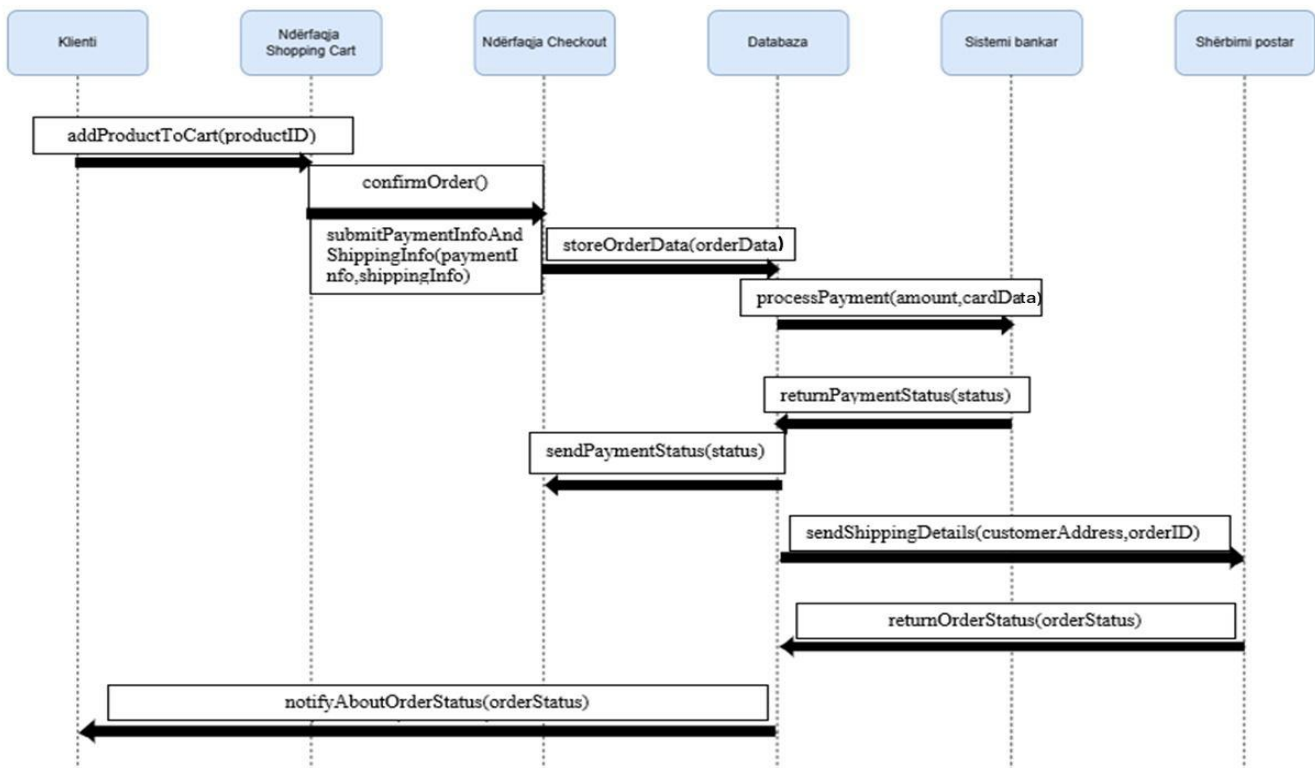 Klienti
Ndërfaqja
Shopping Cart
Ndërfaqja Checkout
Databaza
Sistemi bankar
Shërbimi postar
addProductToCart(productID)
confirmOrder()
submitPaymentInfoAnd
ShippingInfo(paymentI
nfo,shippingInfo)
storeOrderData(orderData)
processPayment(amount,cardData)
returnPaymentStatus(status)
sendPaymentStatus(status)
sendShippingDetails(customerAddress,orderID)
returnOrderStatus(orderStatus)
notifyAboutOrderStatus(orderStatus)